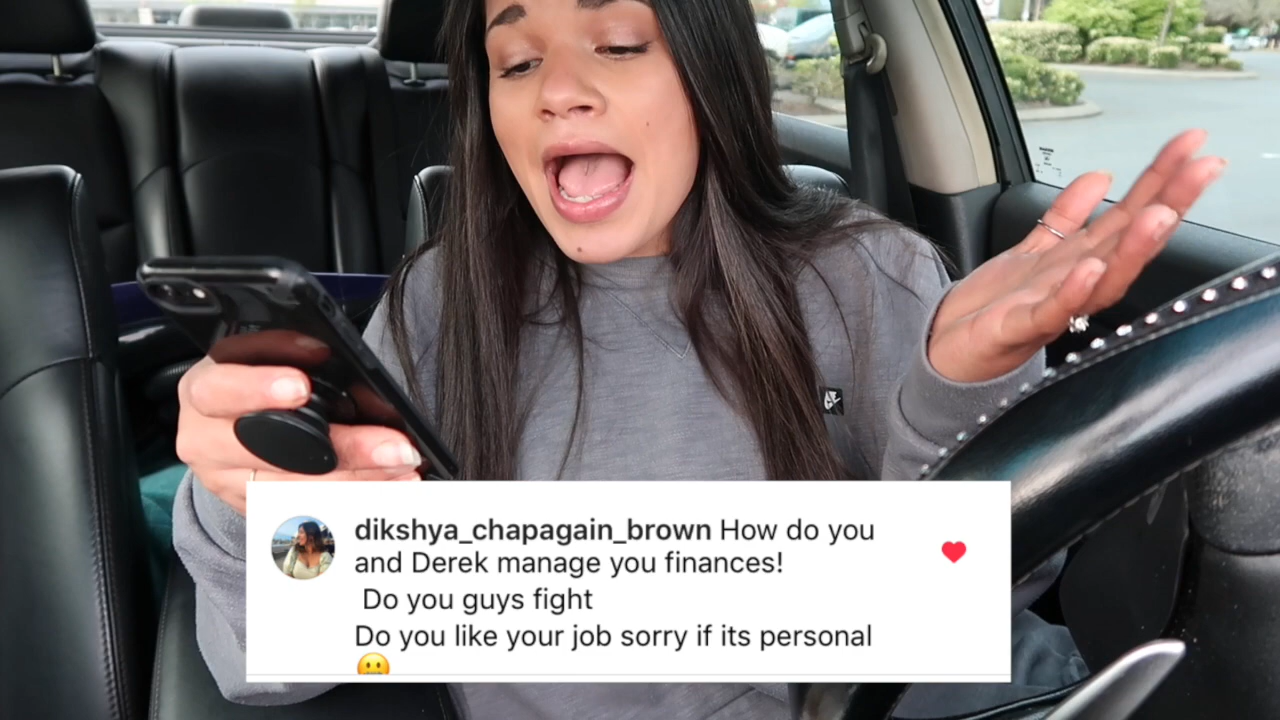 dikshya_chapagain_brown How do you
and Derek manage you finances!
Do you guys fight
Do you like your job sorry if its personal